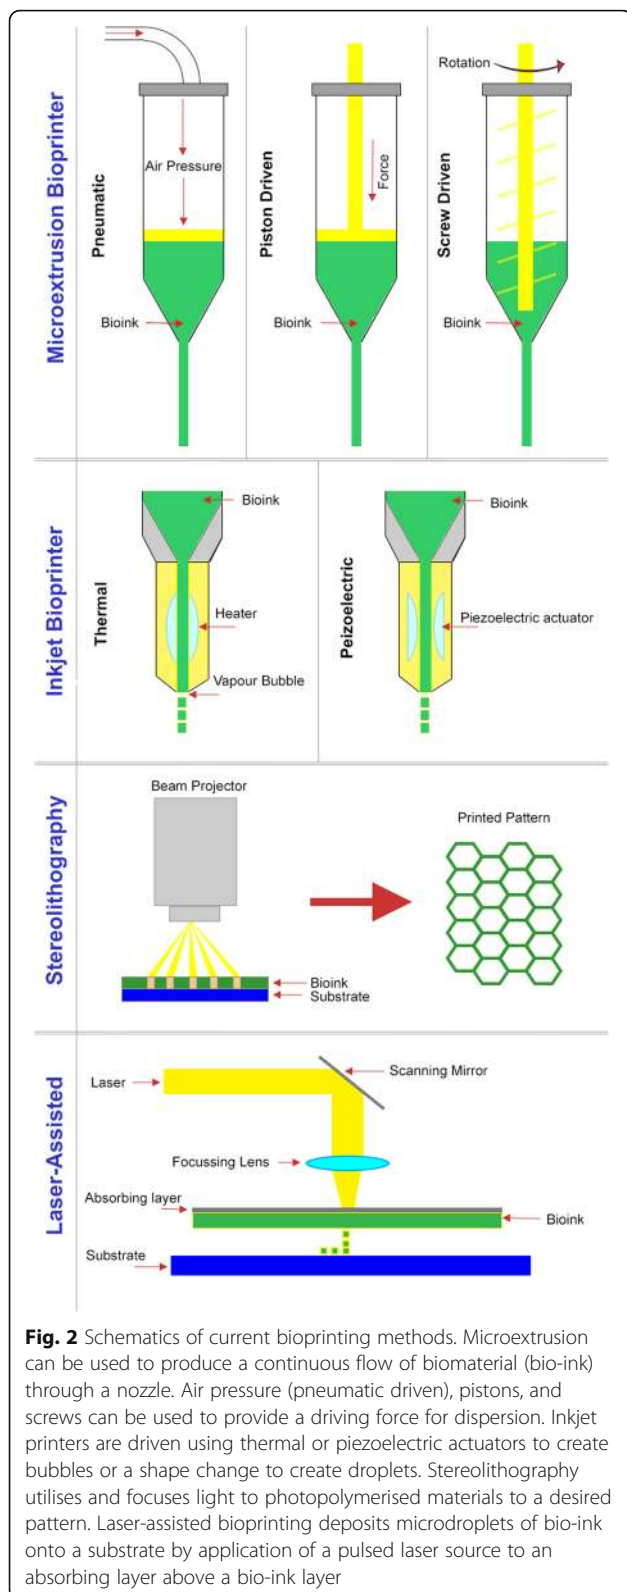 Microextrusion Bioprinter
Pneumatic
Air Pressure
Bioink
Piston Driven
Force
Bioink
Screw Driven
Rotation
Bioink
Inkjet Bioprinter
Thermal
Bioink
Heater
Vapour Bubble
Peizoelectric
Bioink
Piezoelectric actuator
Stereolithography
Beam Projector
Printed Pattern
Bioink
Substrate
Laser-Assisted
Laser
Scanning Mirror
Focussing Lens
Absorbing layer
Bioink
Substrate
Fig. 2 Schematics of current bioprinting methods. Microextrusion
can be used to produce a continuous flow of biomaterial (bio-ink)
through a nozzle. Air pressure (pneumatic driven), pistons, and
screws can be used to provide a driving force for dispersion. Inkjet
printers are driven using thermal or piezoelectric actuators to create
bubbles or a shape change to create droplets. Stereolithography
utilises and focuses light to photopolymerised materials to a desired
pattern. Laser-assisted bioprinting deposits microdroplets of bio-ink
onto a substrate by application of a pulsed laser source to an
absorbing layer above a bio-ink layer